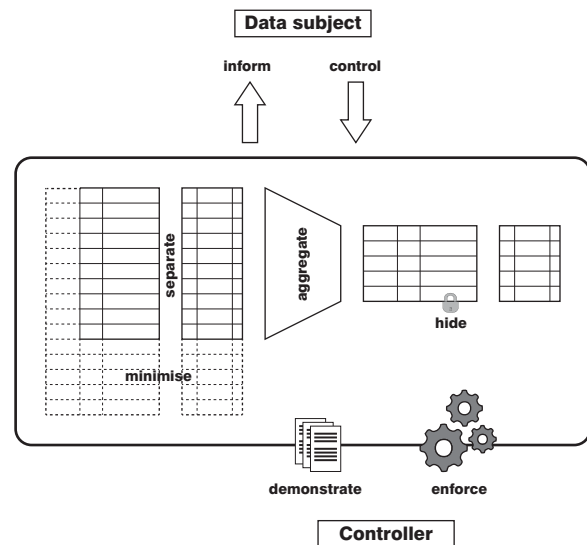 Data subject
inform
control
separate
aggregate
hide
minimise
demonstrate
enforce
Controller